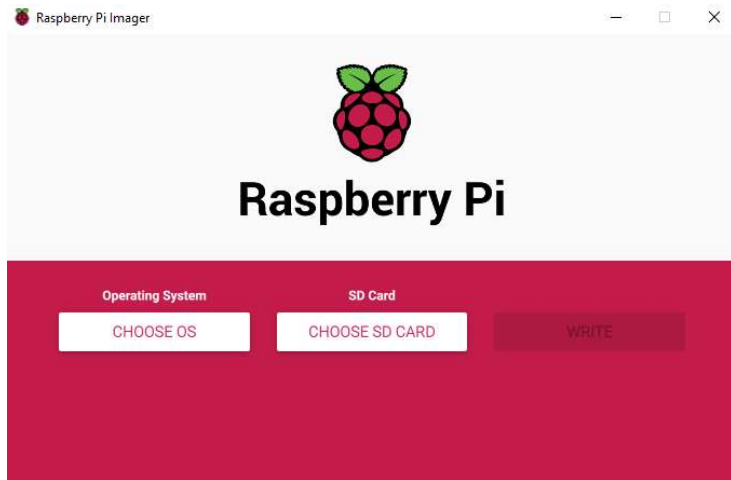 Raspberry Pi Imager
Raspberry Pi
Operating System
SD Card
CHOOSE OS
CHOOSE SD CARD
WRITE